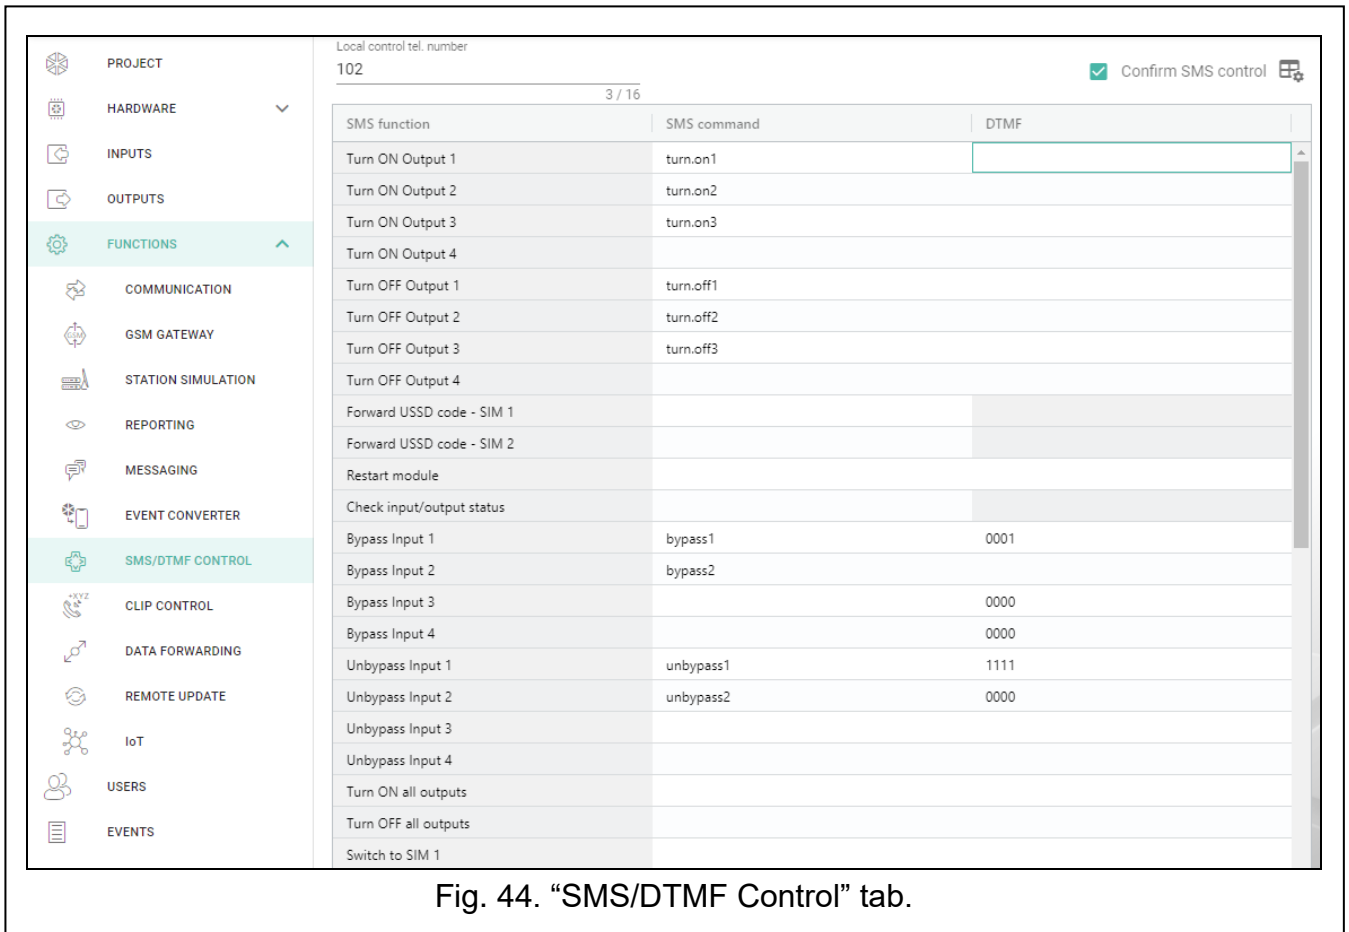 PROJECT
HARDWARE
INPUTS
OUTPUTS
FUNCTIONS
COMMUNICATION
GSM
GSM GATEWAY
STATION SIMULATION
REPORTING
MESSAGING
EVENT CONVERTER
SMS/DTMF CONTROL
+XYZ
CLIP CONTROL
DATA FORWARDING
REMOTE UPDATE
IoT
USERS
EVENTS
Local control tel. number
102
3 / 16
Confirm SMS control
SMS function SMS command DTMF
Turn ON Output 1 turn.on1
Turn ON Output 2 turn.on2
Turn ON Output 3 turn.on3
Turn ON Output 4
Turn OFF Output 1 turn.off1
Turn OFF Output 2 turn.off2
Turn OFF Output 3 turn.off3
Turn OFF Output 4
Forward USSD code - SIM 1
Forward USSD code - SIM 2
Restart module
Check input/output status
Bypass Input 1 bypass1 0001
Bypass Input 2 bypass2
Bypass Input 3 0000
Bypass Input 4 0000
Unbypass Input 1 unbypass1 1111
Unbypass Input 2 unbypass2 0000
Unbypass Input 3
Unbypass Input 4
Turn ON all outputs
Turn OFF all outputs
Switch to SIM 1
Fig. 44. “SMS/DTMF Control” tab.